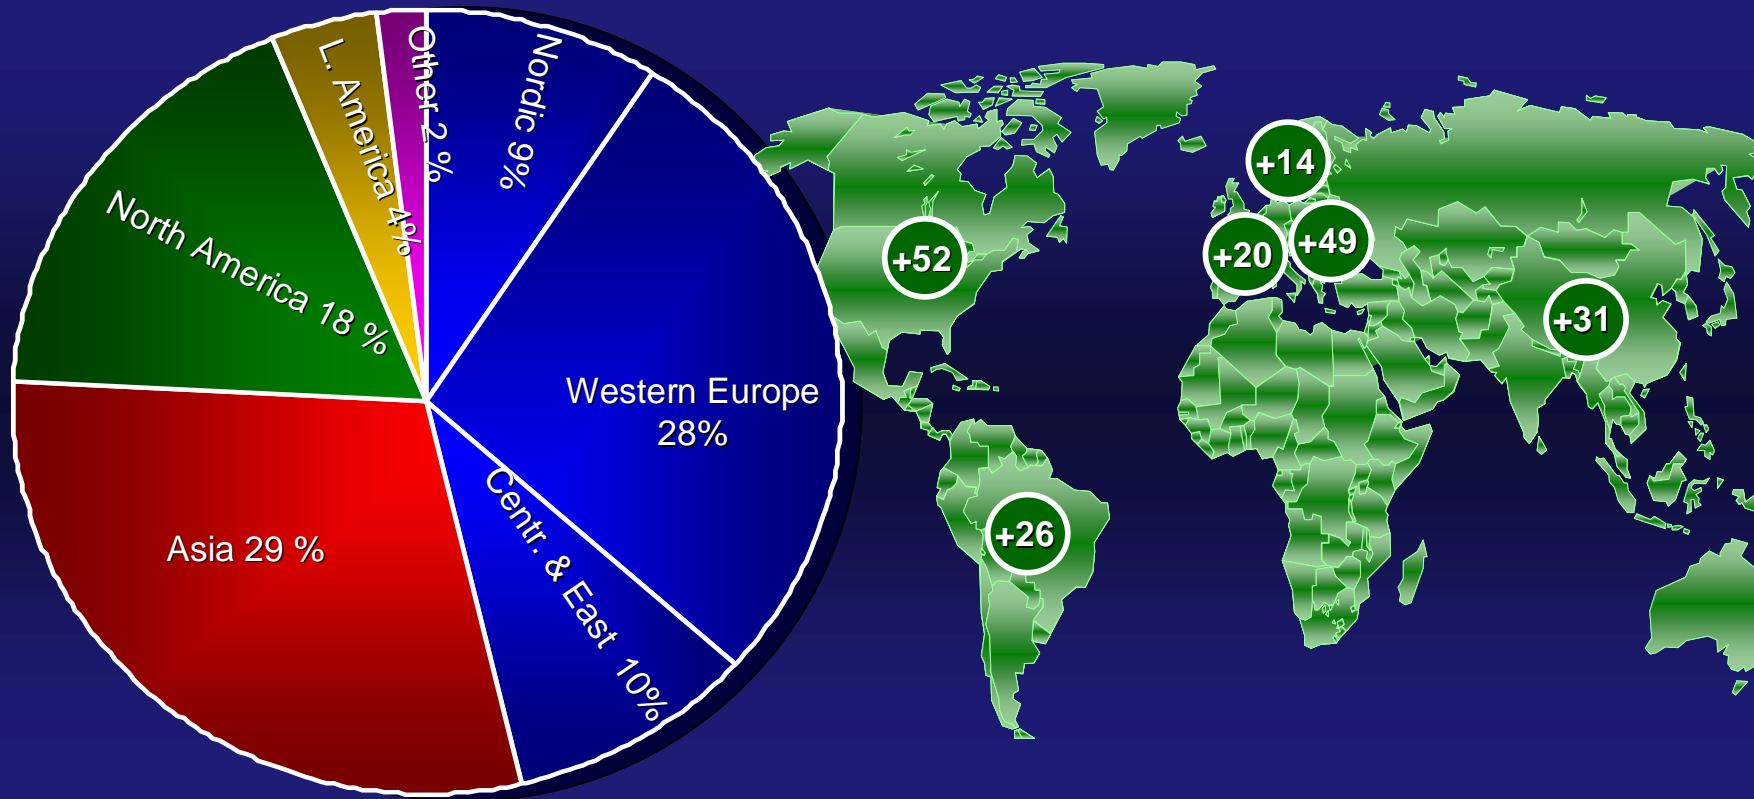 Other 2 %
Nordic 9%
L. America 4%
North America 18 %
Western Europe
28%
Centr. & East 10%
Asia 29 %
+14
+52
+20
+49
+31
+26